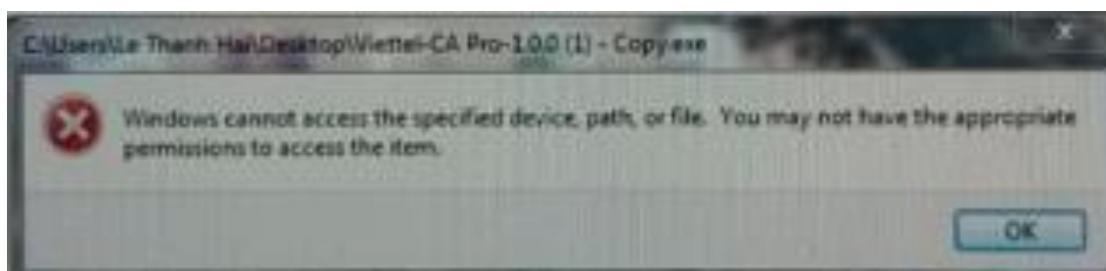 C:\Users\Le Thanh Hai\Desktop\Viettel-CA Pro-1.0.0 (1) - Copy.exe
Windows cannot access the specified device, path, or file. You may not have the appropriate
permissions to access the item.
OK